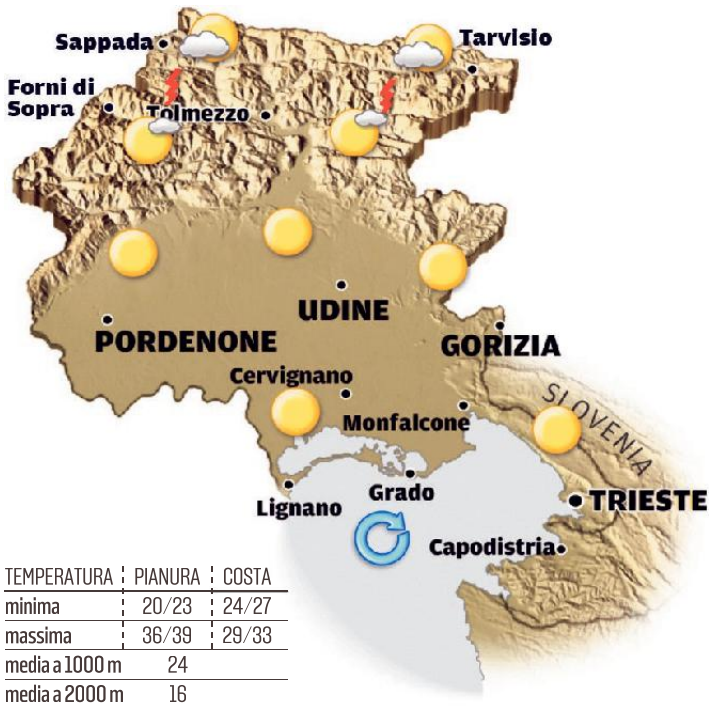 Sappada
Tarvisio
Forni di
Sopra
Tolmezzo
UDINE
PORDENONE
GORIZIA
Cervignano
SLOVENIA
Monfalcone
Grado
Lignano
TRIESTE
Capodistria
TEMPERATURA PIANURA COSTA
minima 20/23 24/27
massima 36/39 29/33
media a 1000 m 24
media a 2000 m 16